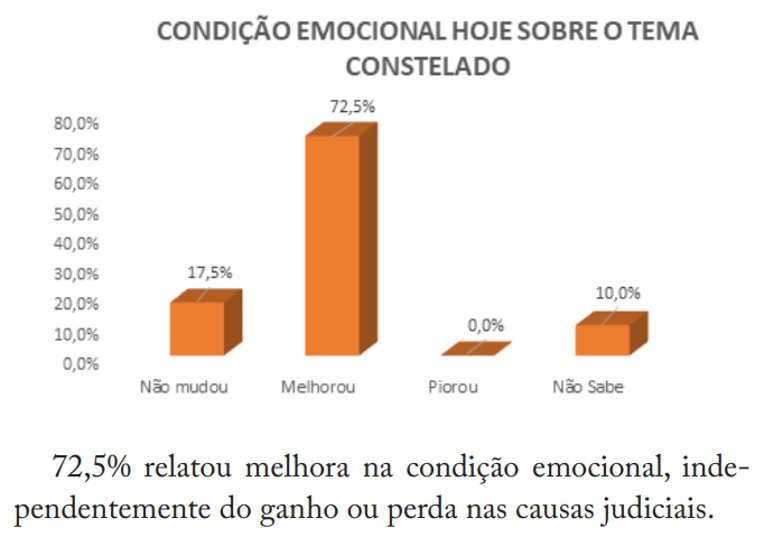 CONDIÇÃO EMOCIONAL HOJE SOBRE O TEMA
CONSTELADO
72,5%
80,0%
70,0%
60,0%
50,0%
40,0%
30,0%
20,0%
10,0%
0,0%
17,5%
0,0%
10,0%
Não mudou
Melhorou
Piorou
Não Sabe
72,5% relatou melhora na condição emocional, inde-
pendentemente do ganho ou perda nas causas judiciais.